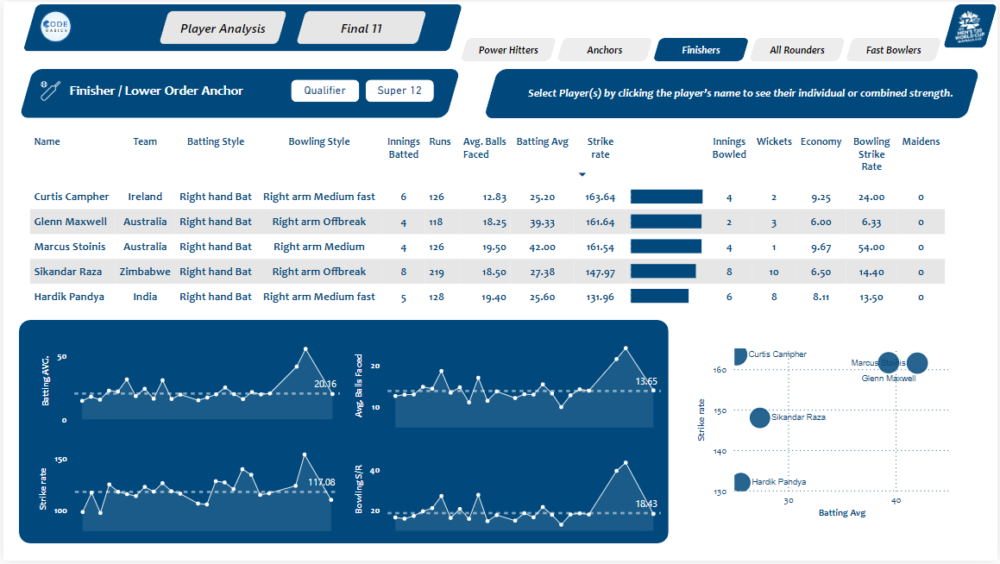 CODE
BASICS
Player Analysis
Final 11
Power Hitters
Anchors
Finishers
All Rounders
Fast Bowlers
T20
MEN'S T20
WORLD CUP
Finisher / Lower Order Anchor
Qualifier
Super 12
Select Player(s) by clicking the player's name to see their individual or combined strength.
Name Team Batting Style Bowling Style Innings Batted Runs Avg. Balls Faced Batting Avg Strike rate Innings Bowled Wickets Economy Bowling Strike Rate Maidens
Curtis Campher Ireland Right hand Bat Right arm Medium fast 6 126 12.83 25.20 163.64 4 2 9.25 24.00 0
Glenn Maxwell Australia Right hand Bat Right arm Offbreak 4 118 18.25 39.33 161.64 2 3 6.00 6.33 0
Marcus Stoinis Australia Right hand Bat Right arm Medium 4 126 19.50 42.00 161.54 4 1 9.67 54.00 0
Sikandar Raza Zimbabwe Right hand Bat Right arm Offbreak 8 219 18.50 27.38 147.97 8 10 6.50 14.40 0
Hardik Pandya India Right hand Bat Right arm Medium fast 5 128 19.40 25.60 131.96 6 8 8.11 13.50 0
Batting AVG.
50
0
20.16
Avg. Balls Faced
20
10
13.65
Strike rate
150
100
117.08
Bowling S/R
40
20
18.43
Strike rate
160
150
140
130
Curtis Campher
Marcus Stoinis
Glenn Maxwell
Sikandar Raza
Hardik Pandya
30
40
Batting Avg